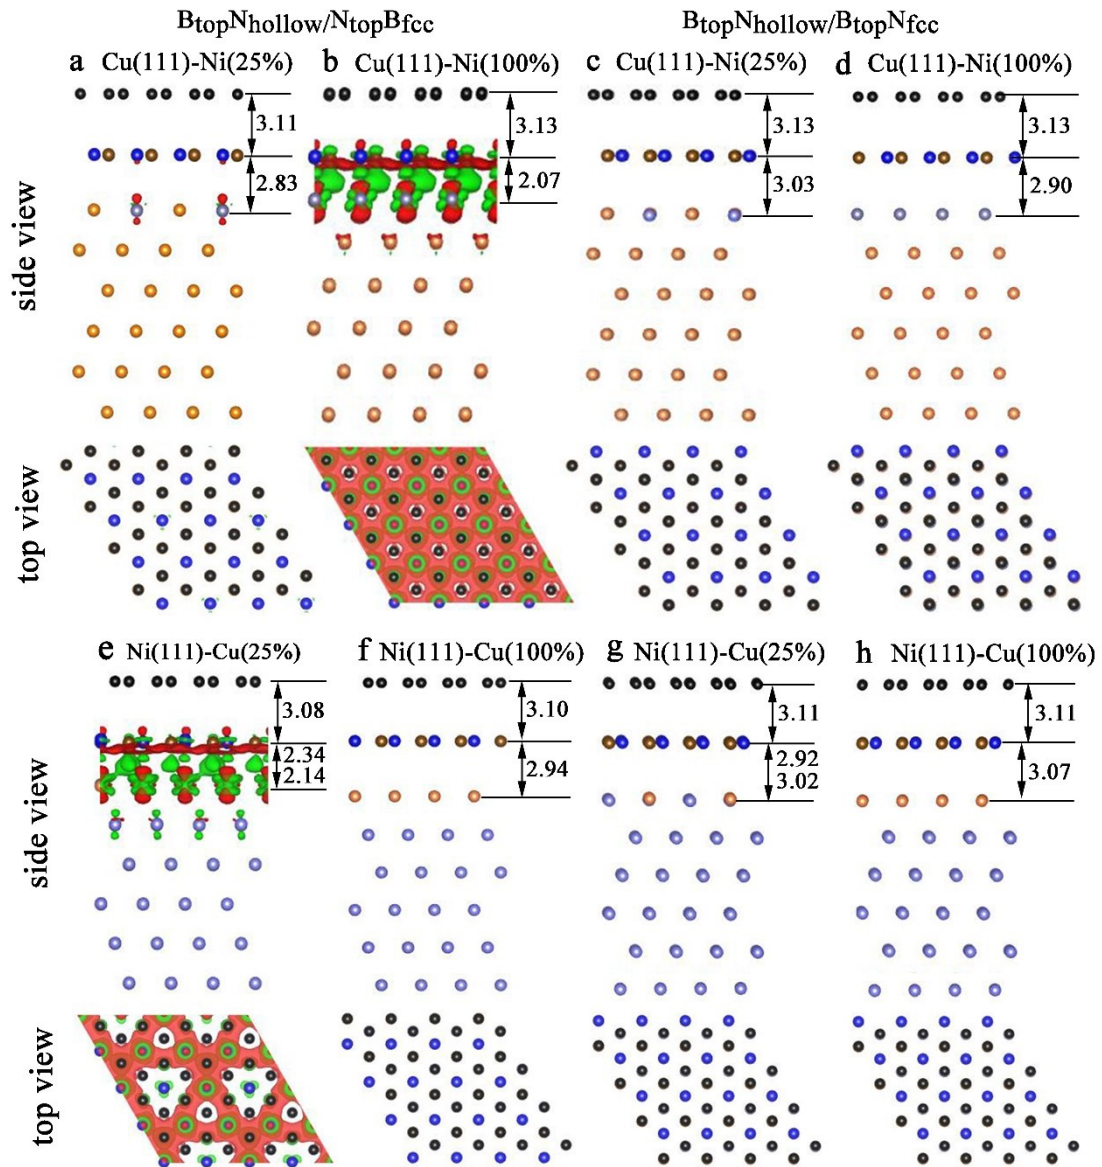 BtopNhollow/NtopBfcc BtopNhollow/BtopNfcc
a Cu(111)-Ni(25%) b Cu(111)-Ni(100%) c Cu(111)-Ni(25%) d Cu(111)-Ni(100%)
3.11 3.13 3.13 3.13
2.83 2.07 3.03 2.90
side view
top view
e Ni(111)-Cu(25%) f Ni(111)-Cu(100%) g Ni(111)-Cu(25%) h Ni(111)-Cu(100%)
3.08 3.10 3.11 3.11
2.34 2.94 2.92 3.07
2.14 3.02
side view
top view